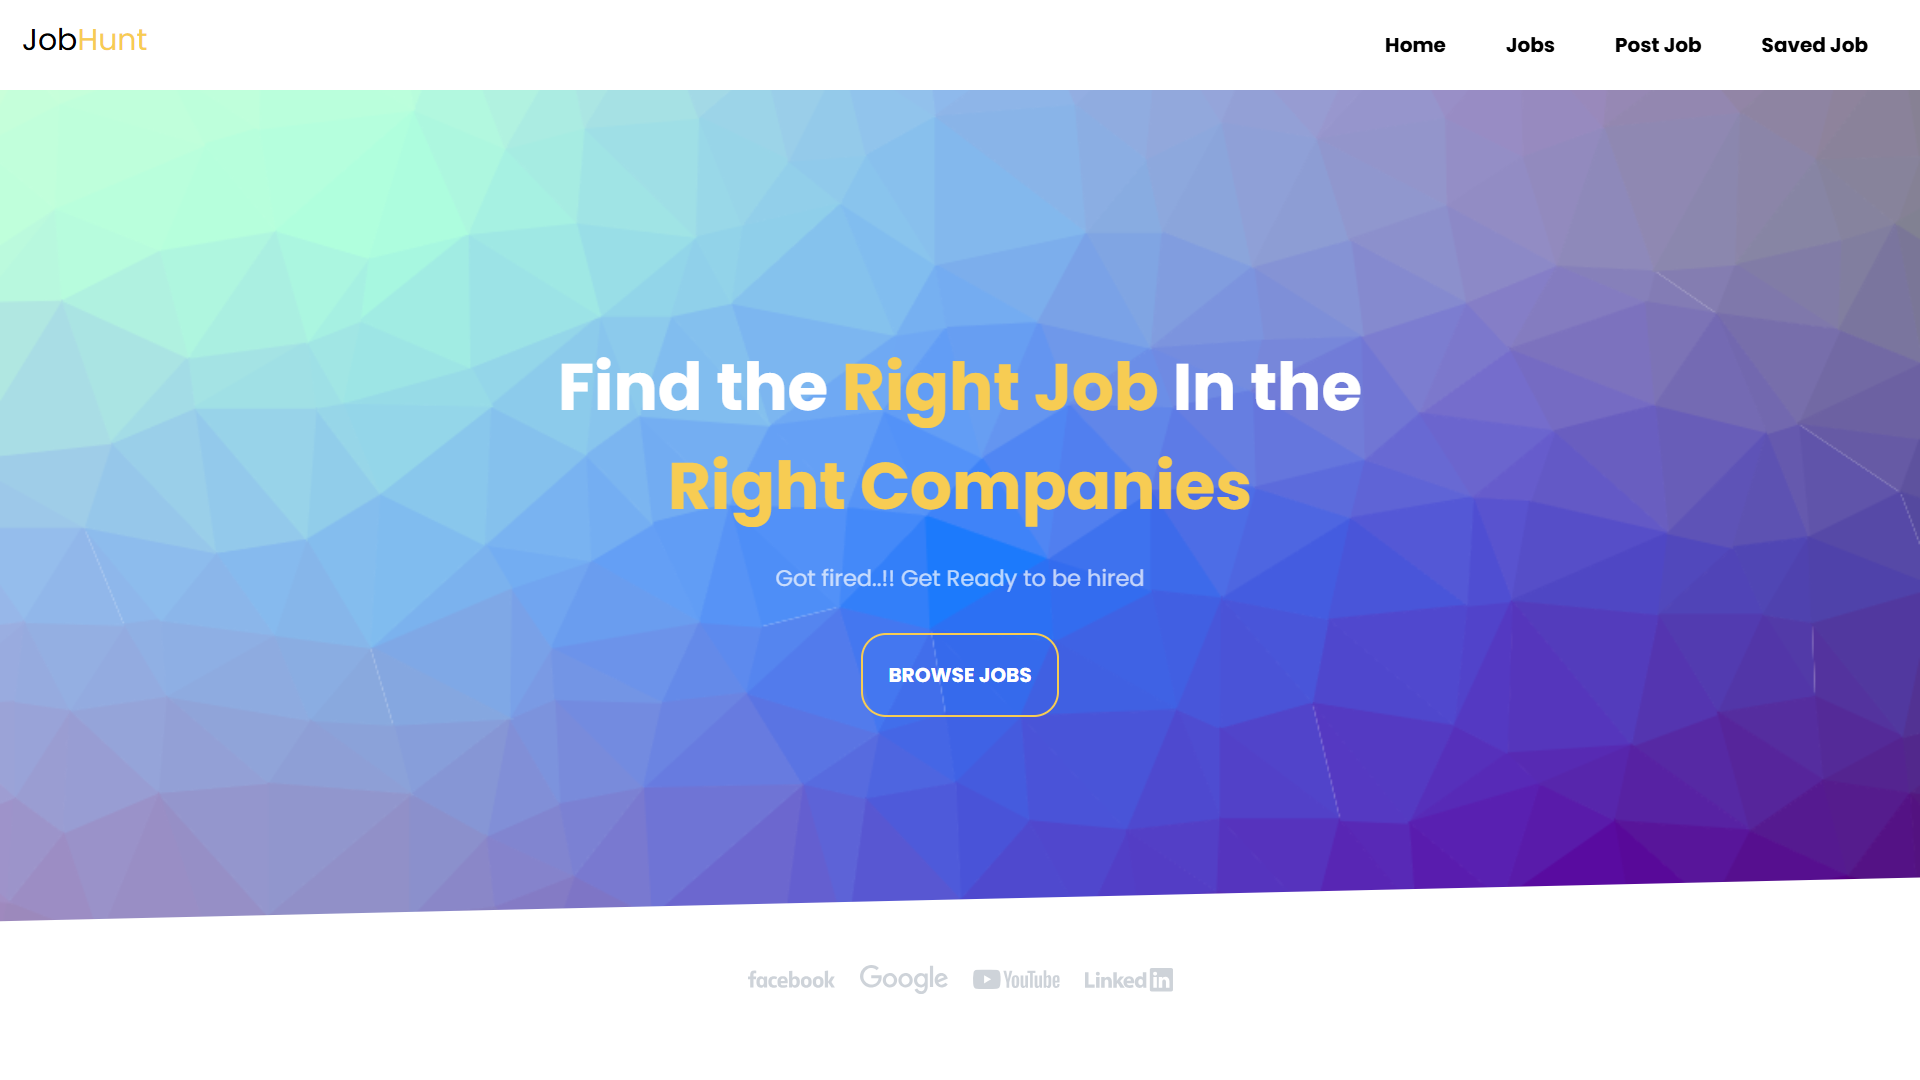 JobHunt
Home Jobs Post Job Saved Job
Find the Right Job In the
Right Companies
Got fired..!! Get Ready to be hired
BROWSE JOBS
facebook Google YouTube Linkedin